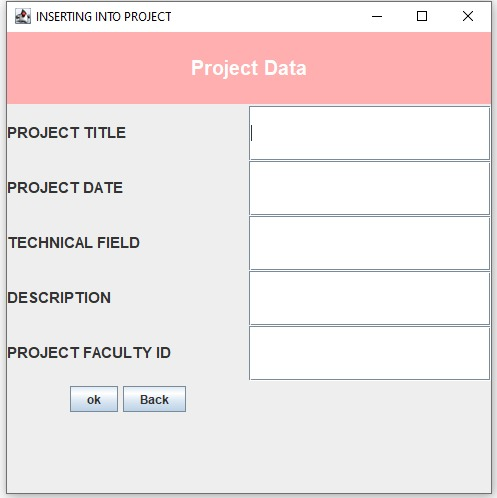 INSERTING INTO PROJECT
Project Data
PROJECT TITLE
PROJECT DATE
TECHNICAL FIELD
DESCRIPTION
PROJECT FACULTY ID
ok Back